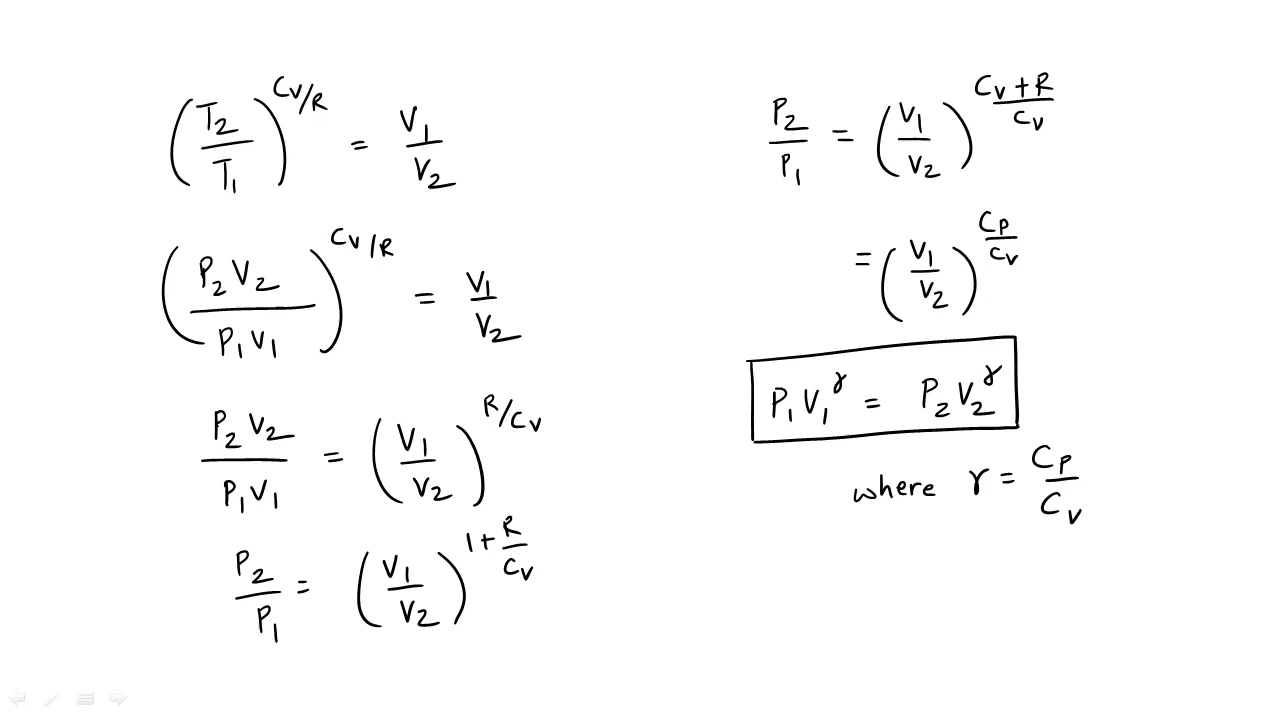 (T₂/T₁)^(Cv/R) = V₁/V₂
(P₂V₂/P₁V₁)^(Cv/R) = V₁/V₂
P₂V₂/P₁V₁ = (V₁/V₂)^(R/Cv)
P₂/P₁ = (V₁/V₂)^(1+R/Cv)
P₂/P₁ = (V₁/V₂)^((Cv+R)/Cv)
= (V₁/V₂)^(Cp/Cv)
P₁V₁^γ = P₂V₂^γ
where γ = Cp/Cv